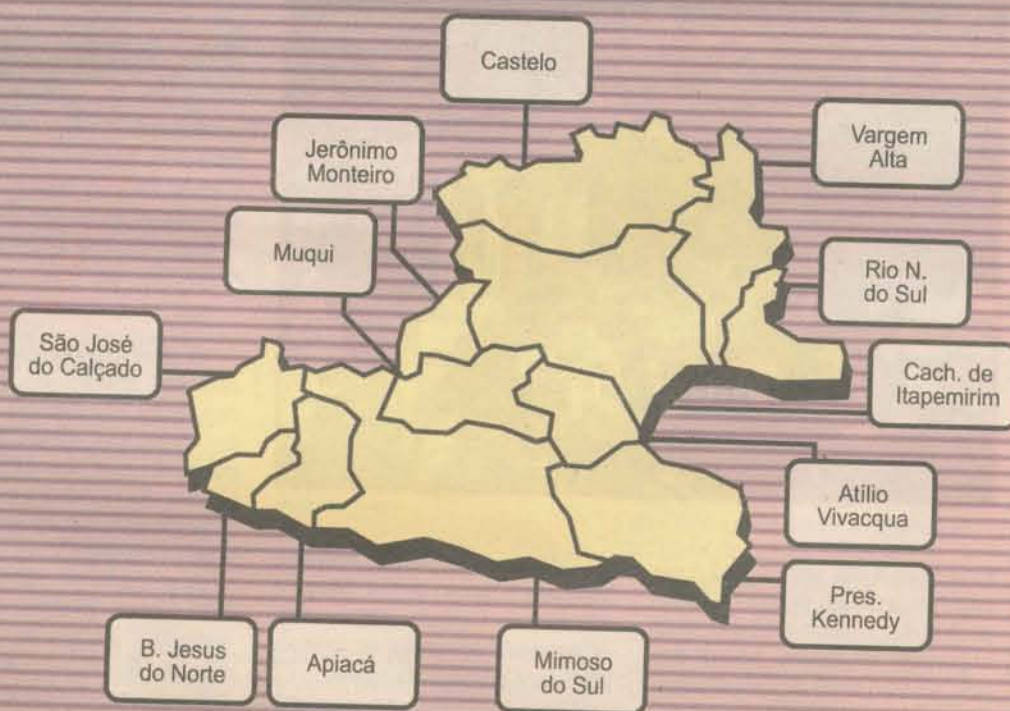 Castelo
Jerônimo
Monteiro
Vargem
Alta
Muqui
Rio N.
do Sul
São José
do Calçado
Cach. de
Itapemirim
Atílio
Vivacqua
Pres.
Kennedy
B. Jesus
do Norte
Apiacá
Mimoso
do Sul